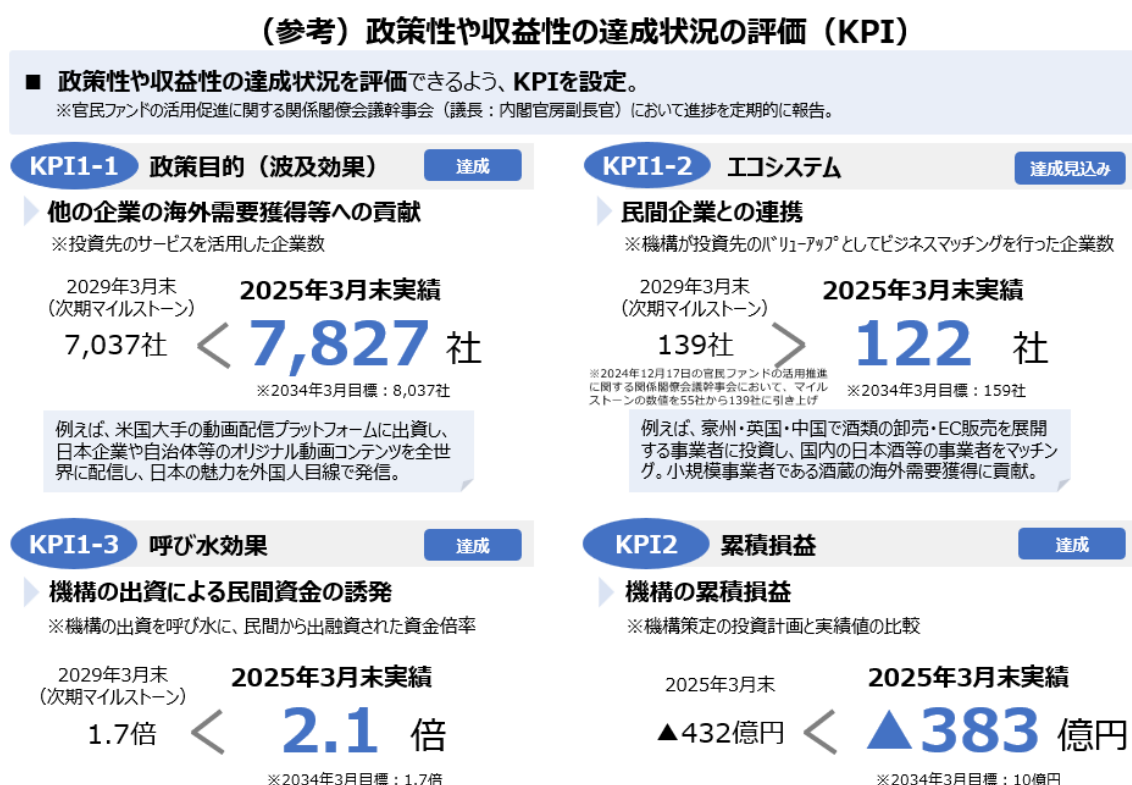 （参考）政策性や収益性の達成状況の評価（KPI）
■ 政策性や収益性の達成状況を評価できるよう、KPIを設定。
※官民ファンドの活用促進に関する関係閣僚会議幹事会（議長：内閣官房副長官）において進捗を定期的に報告。
KPI1-1 政策目的（波及効果） 達成
他の企業の海外需要獲得等への貢献
※投資先のサービスを活用した企業数
2029年3月末
（次期マイルストーン）
7,037社
<
2025年3月末実績
7,827 社
※2034年3月目標：8,037社
例えば、米国大手の動画配信プラットフォームに出資し、
日本企業や自治体等のオリジナル動画コンテンツを全世
界に配信し、日本の魅力を外国人目線で発信。
KPI1-2 エコシステム 達成見込み
民間企業との連携
※機構が投資先のﾊﾞﾘｭｰｱｯﾌﾟとしてビジネスマッチングを行った企業数
2029年3月末
（次期マイルストーン）
139社
>
※2024年12月17日の官民ファンドの活用推進
に関する関係閣僚会議幹事会において、マイル
ストーンの数値を55社から139社に引き上げ
2025年3月末実績
122 社
※2034年3月目標：159社
例えば、豪州・英国・中国で酒類の卸売・EC販売を展開
する事業者に投資し、国内の日本酒等の事業者をマッチン
グ。小規模事業者である酒蔵の海外需要獲得に貢献。
KPI1-3 呼び水効果 達成
機構の出資による民間資金の誘発
※機構の出資を呼び水に、民間から出融資された資金倍率
2029年3月末
（次期マイルストーン）
1.7倍
<
2025年3月末実績
2.1 倍
※2034年3月目標：1.7倍
KPI2 累積損益 達成
機構の累積損益
※機構策定の投資計画と実績値の比較
2025年3月末
▲432億円
<
2025年3月末実績
▲383 億円
※2034年3月目標：10億円